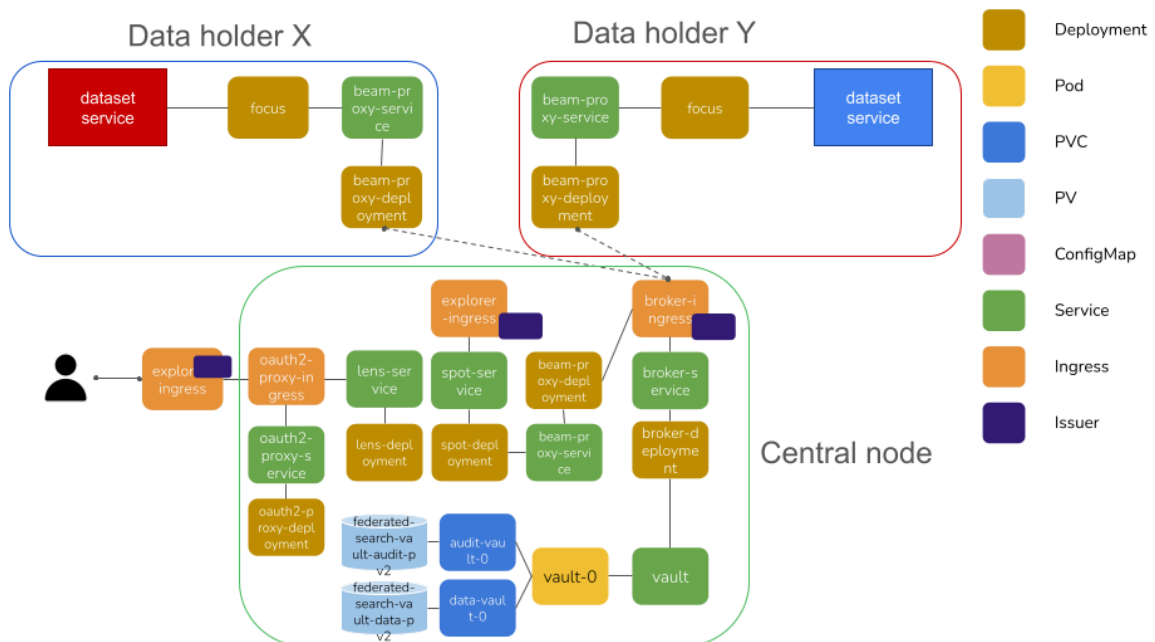 Data holder X
Data holder Y
dataset
service
focus
beam-pr
oxy-servi
ce
beam-pr
oxy-depl
oyment
beam-pro
xy-service
focus
dataset
service
beam-pro
xy-deploy
ment
Deployment
Pod
PVC
PV
ConfigMap
Service
Ingress
Issuer
explorer
-ingress
broker-i
ngress
ingress
oauth2-
proxy-in
gress
lens-ser
vice
spot-serv
ice
beam-pr
oxy-depl
oyment
broker-s
ervice
oauth2-
proxy-s
ervice
lens-depl
oyment
spot-depl
oyment
beam-pr
oxy-servi
ce
broker-d
eployme
nt
Central node
oauth2-p
roxy-depl
oyment
federated-
search-va
ult-audit-p
v2
audit-vau
lt-0
vault-0
vault
federated-
search-va
ult-data-p
v2
data-vaul
t-0